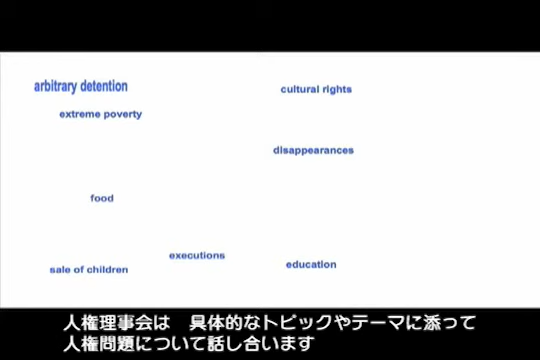 arbitrary detention
cultural rights
extreme poverty
disappearances
food
executions
education
sale of children
人権理事会は 具体的なトピックやテーマに添って
人権問題について話し合います